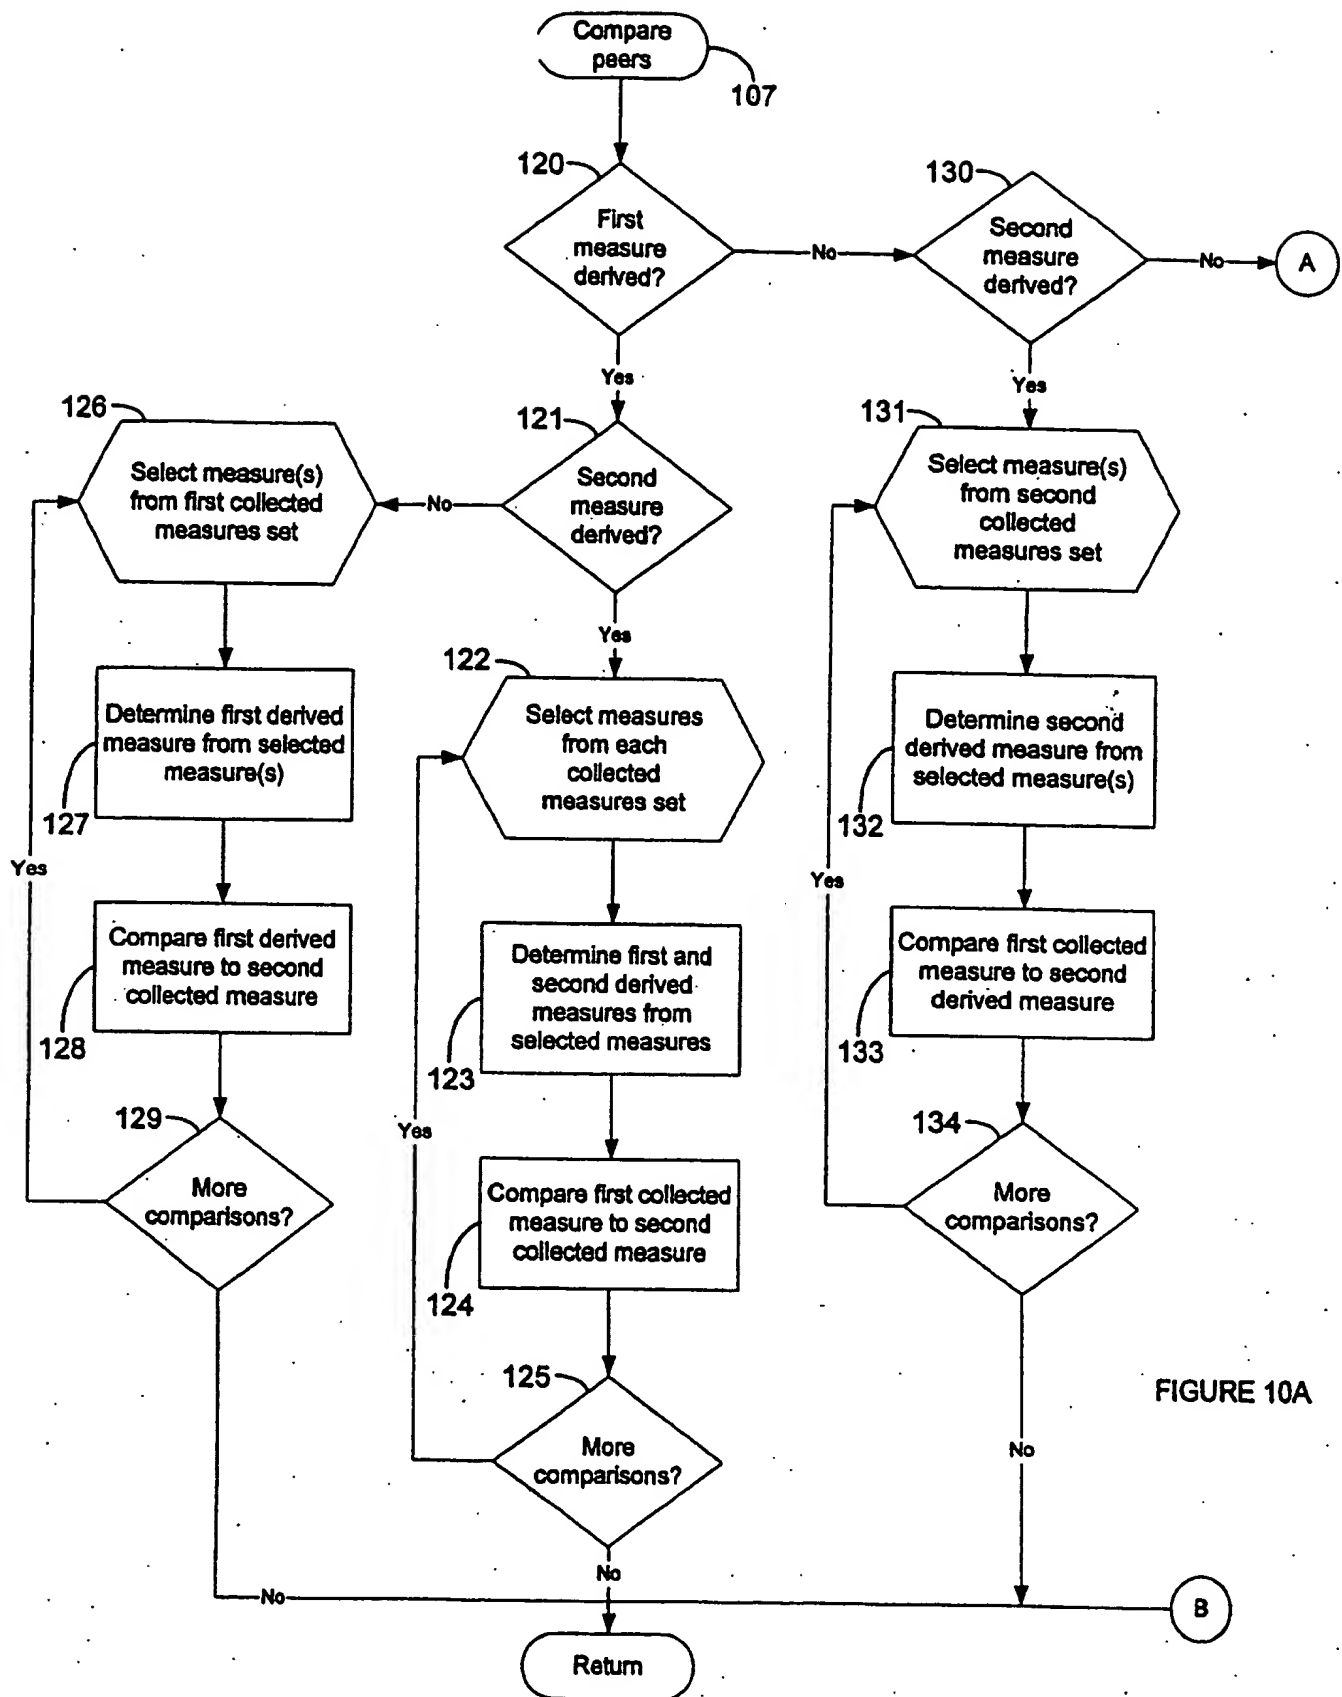 Compare
peers
107
120
First
measure
derived?
No
130
Second
measure
derived?
No
A
Yes
Yes
126
Select measure(s)
from first collected
measures set
No
121
Second
measure
derived?
131
Select measure(s)
from second
collected
measures set
Yes
122
Select measures
from each
collected
measures set
Determine first derived
measure from selected
measure(s)
127
Determine second
derived measure from
selected measure(s)
132
Yes
Yes
Compare first derived
measure to second
collected measure
128
Determine first and
second derived
measures from
selected measures
123
Compare first collected
measure to second
derived measure
133
129
More
comparisons?
Yes
Compare first collected
measure to second
collected measure
124
134
More
comparisons?
125
More
comparisons?
FIGURE 10A
No
No
No
B
Return